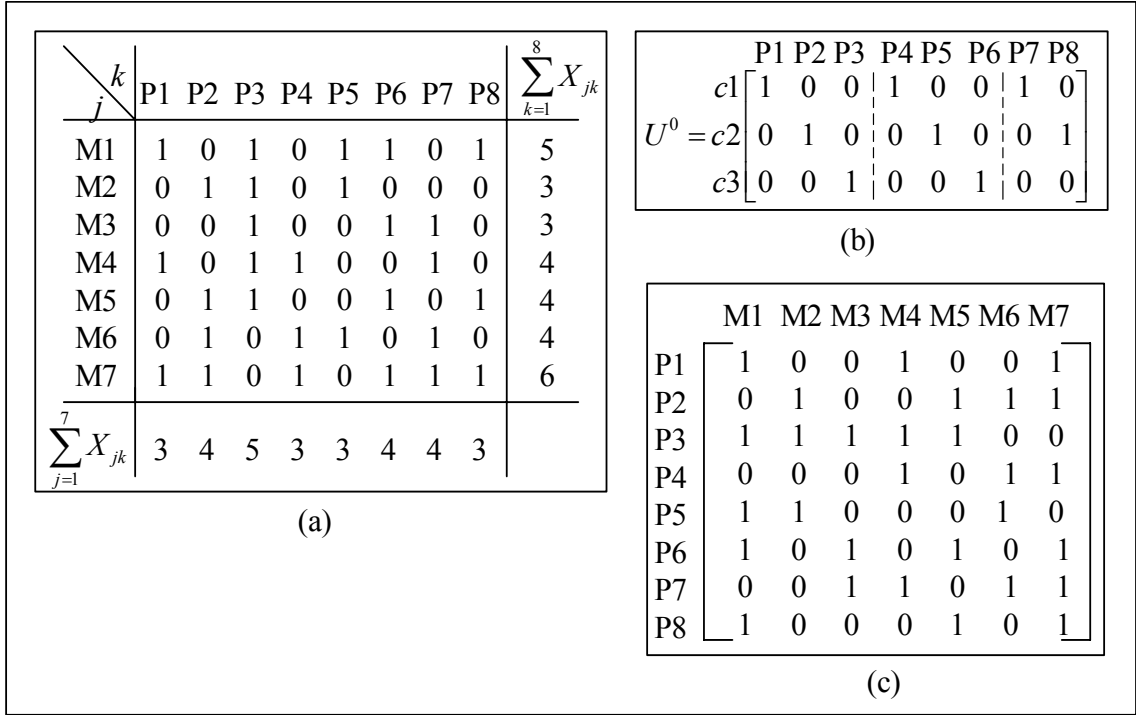 k
j
P1 P2 P3 P4 P5 P6 P7 P8 \sum_{k=1}^{8} X_{jk}
M1 1 0 1 0 1 1 0 1 5
M2 0 1 1 0 1 0 0 0 3
M3 0 0 1 0 0 1 1 0 3
M4 1 0 1 1 0 0 1 0 4
M5 0 1 1 0 0 1 0 1 4
M6 0 1 0 1 1 0 1 0 4
M7 1 1 0 1 0 1 1 1 6
\sum_{j=1}^{7} X_{jk} 3 4 5 3 3 4 4 3
(a)
P1 P2 P3 P4 P5 P6 P7 P8
c1 1 0 0 1 0 0 1 0
U^0 = c2 0 1 0 0 1 0 0 1
c3 0 0 1 0 0 1 0 0
(b)
M1 M2 M3 M4 M5 M6 M7
P1 1 0 0 1 0 0 1
P2 0 1 0 0 1 1 1
P3 1 1 1 1 1 0 0
P4 0 0 0 1 0 1 1
P5 1 1 0 0 0 1 0
P6 1 0 1 0 1 0 1
P7 0 0 1 1 0 1 1
P8 1 0 0 0 1 0 1
(c)